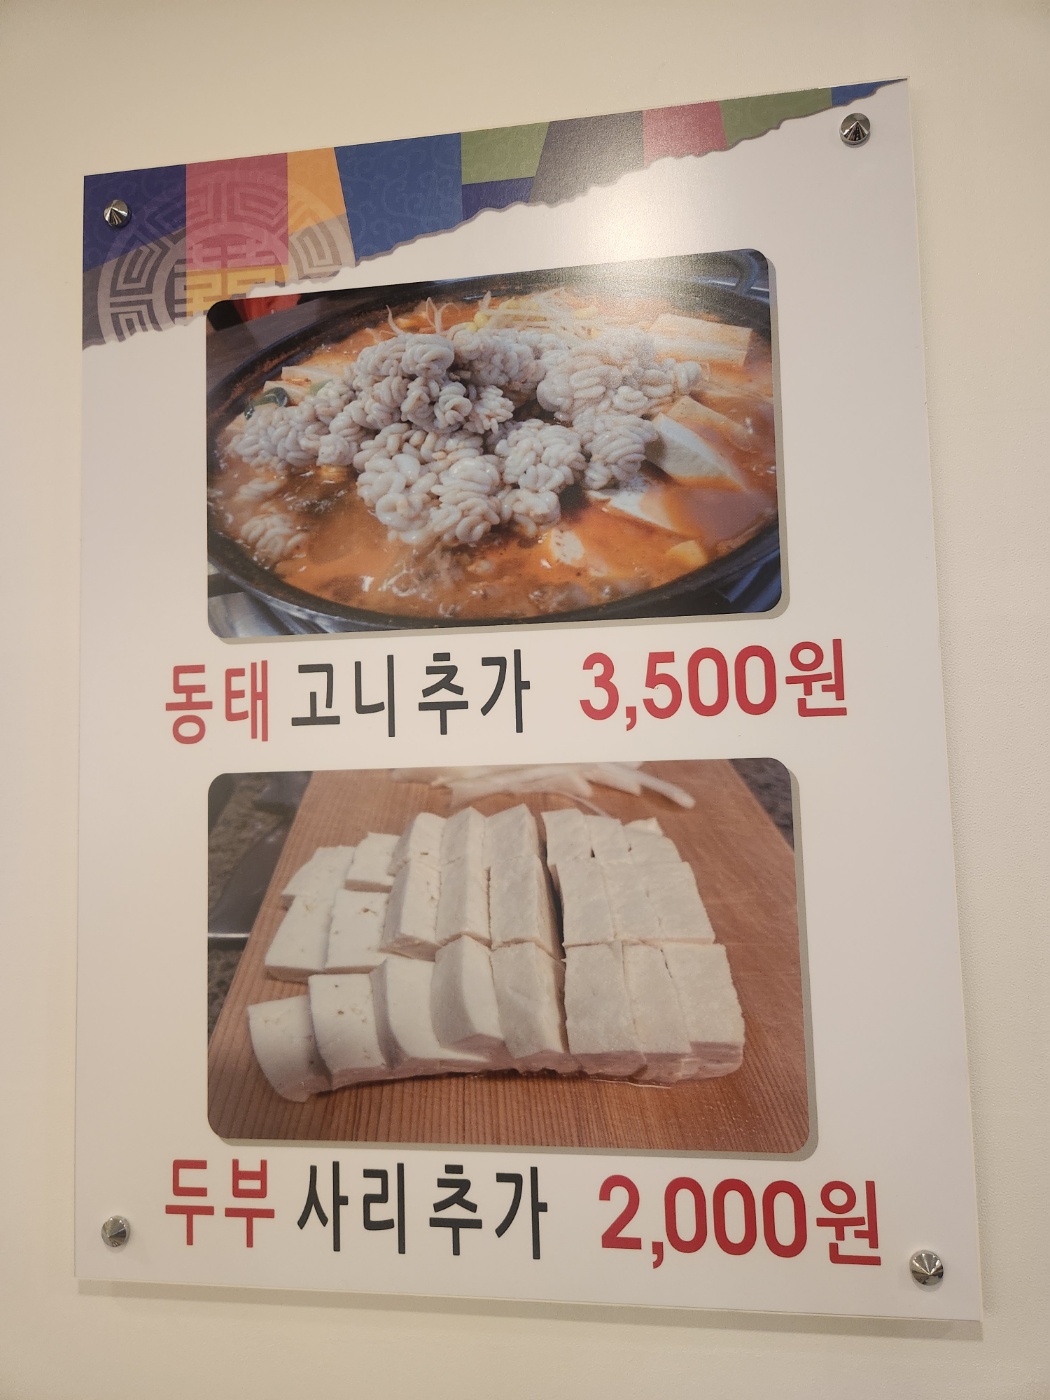 동태 고니 추가 3,500원
두부 사리 추가 2,000원